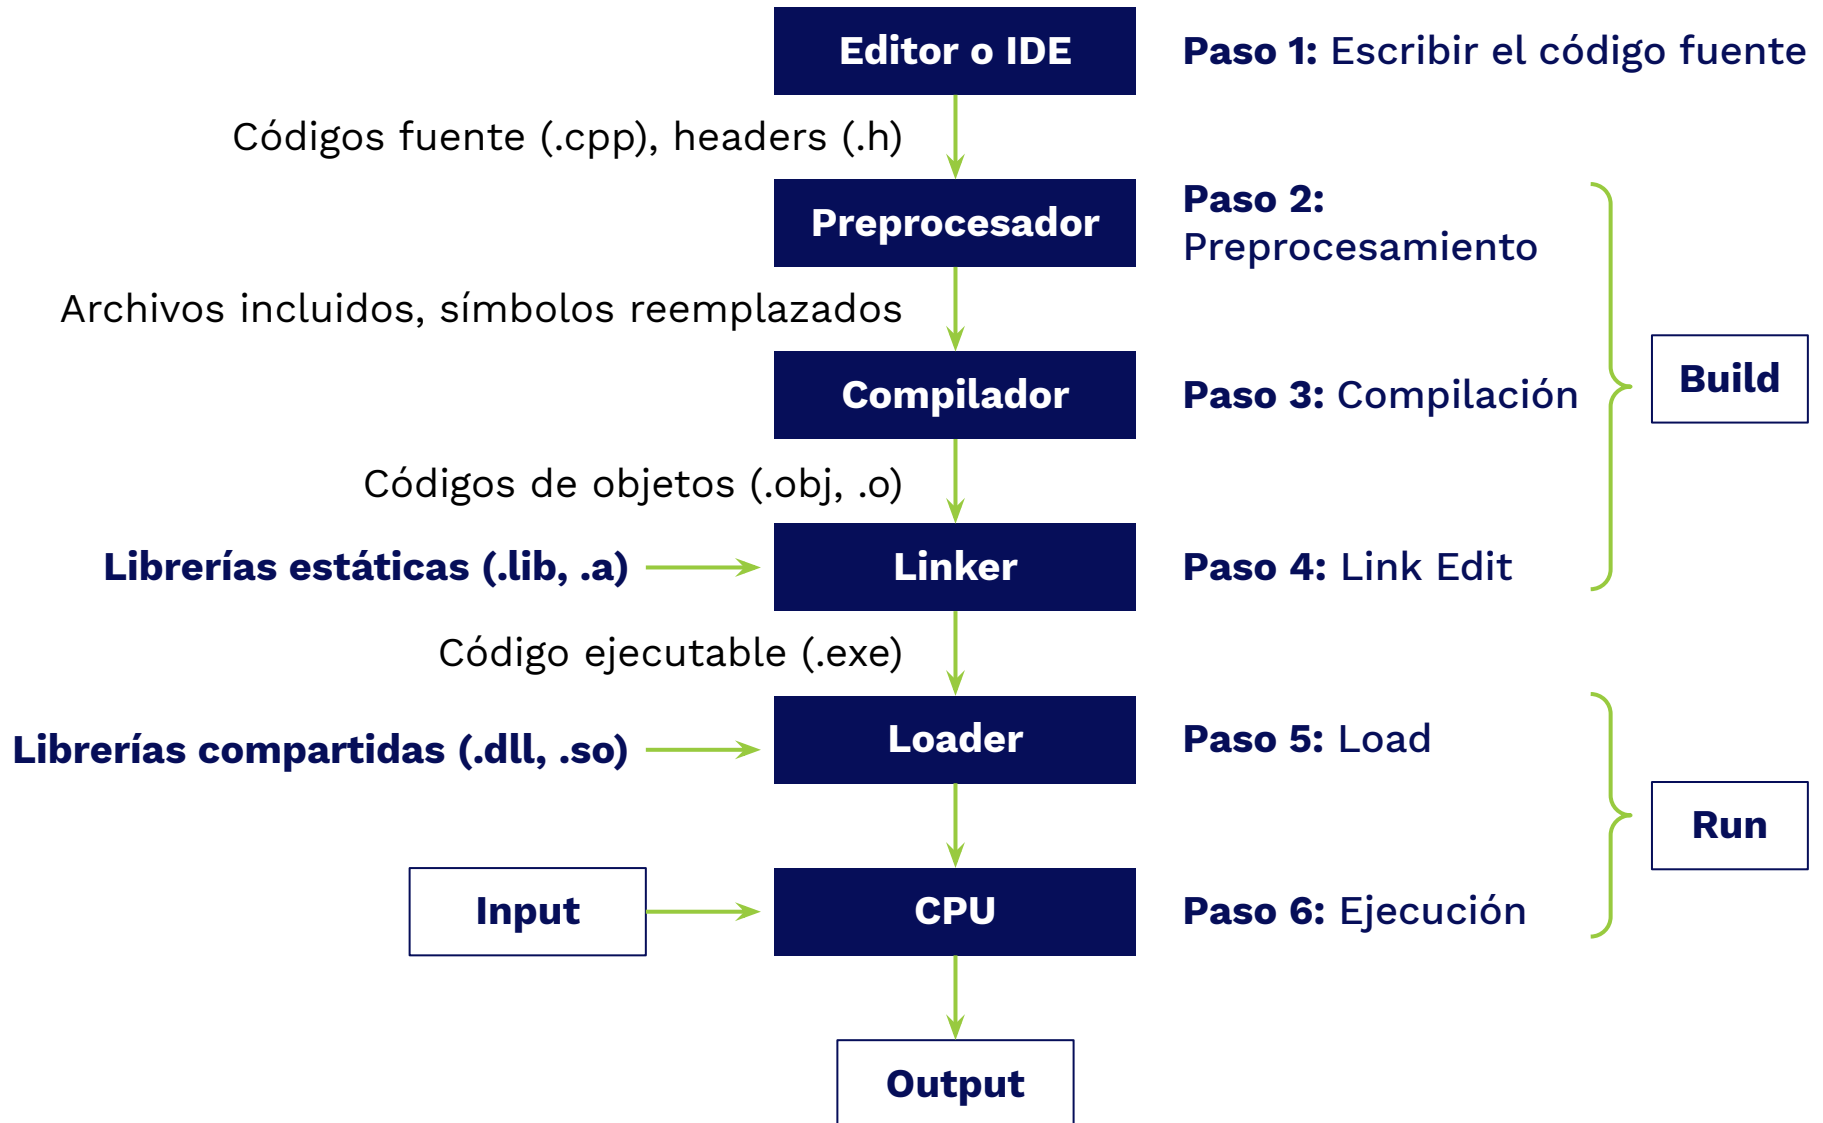 Editor o IDE
Paso 1: Escribir el código fuente
Códigos fuente (.cpp), headers (.h)
Preprocesador
Paso 2:
Preprocesamiento
Archivos incluidos, símbolos reemplazados
Compilador
Paso 3: Compilación
Build
Códigos de objetos (.obj, .o)
Librerías estáticas (.lib, .a)
Linker
Paso 4: Link Edit
Código ejecutable (.exe)
Librerías compartidas (.dll, .so)
Loader
Paso 5: Load
Run
Input
CPU
Paso 6: Ejecución
Output